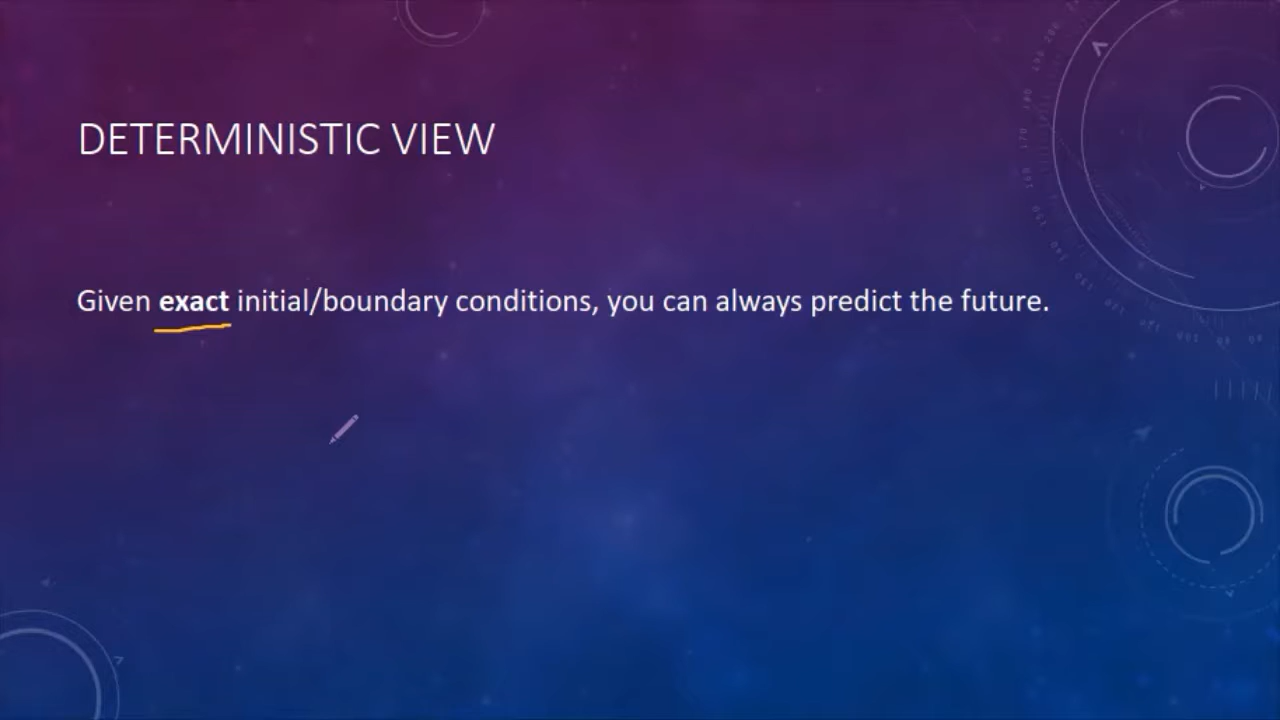 DETERMINISTIC VIEW
Given exact initial/boundary conditions, you can always predict the future.